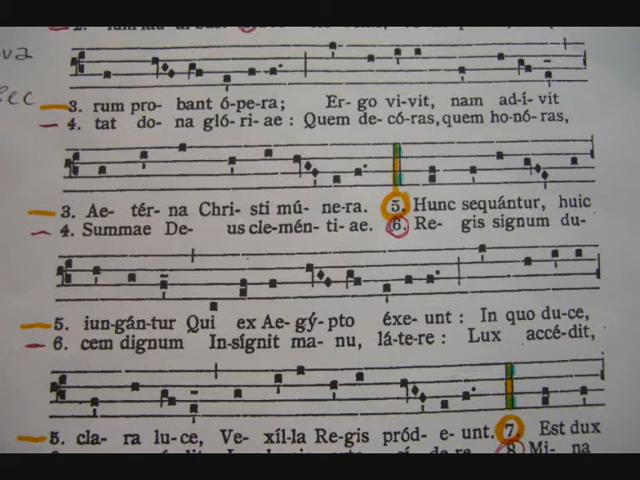 ova
3. rum pro- bant ó-pe-ra; Er- go vi-vit, nam ad-í-vit
4. tat do- na gló-ri-ae: Quem de-có-ras, quem ho-nó-ras,
3. Ae- tér-na Chri-sti mú-ne-ra. 5. Hunc sequántur, huic
4. Summae De- us cle-mén-ti-ae. 6. Re- gis signum du-
5. iun-gán-tur Qui ex Ae-gý-pto éxe-unt: In quo du-ce,
6. cem dignum In-sígnit ma-nu, lá-te-re: Lux accé-dit,
5. cla- ra lu-ce, Ve- xíl-la Re-gis pród-e-unt. 7. Est dux
8. Mi- na